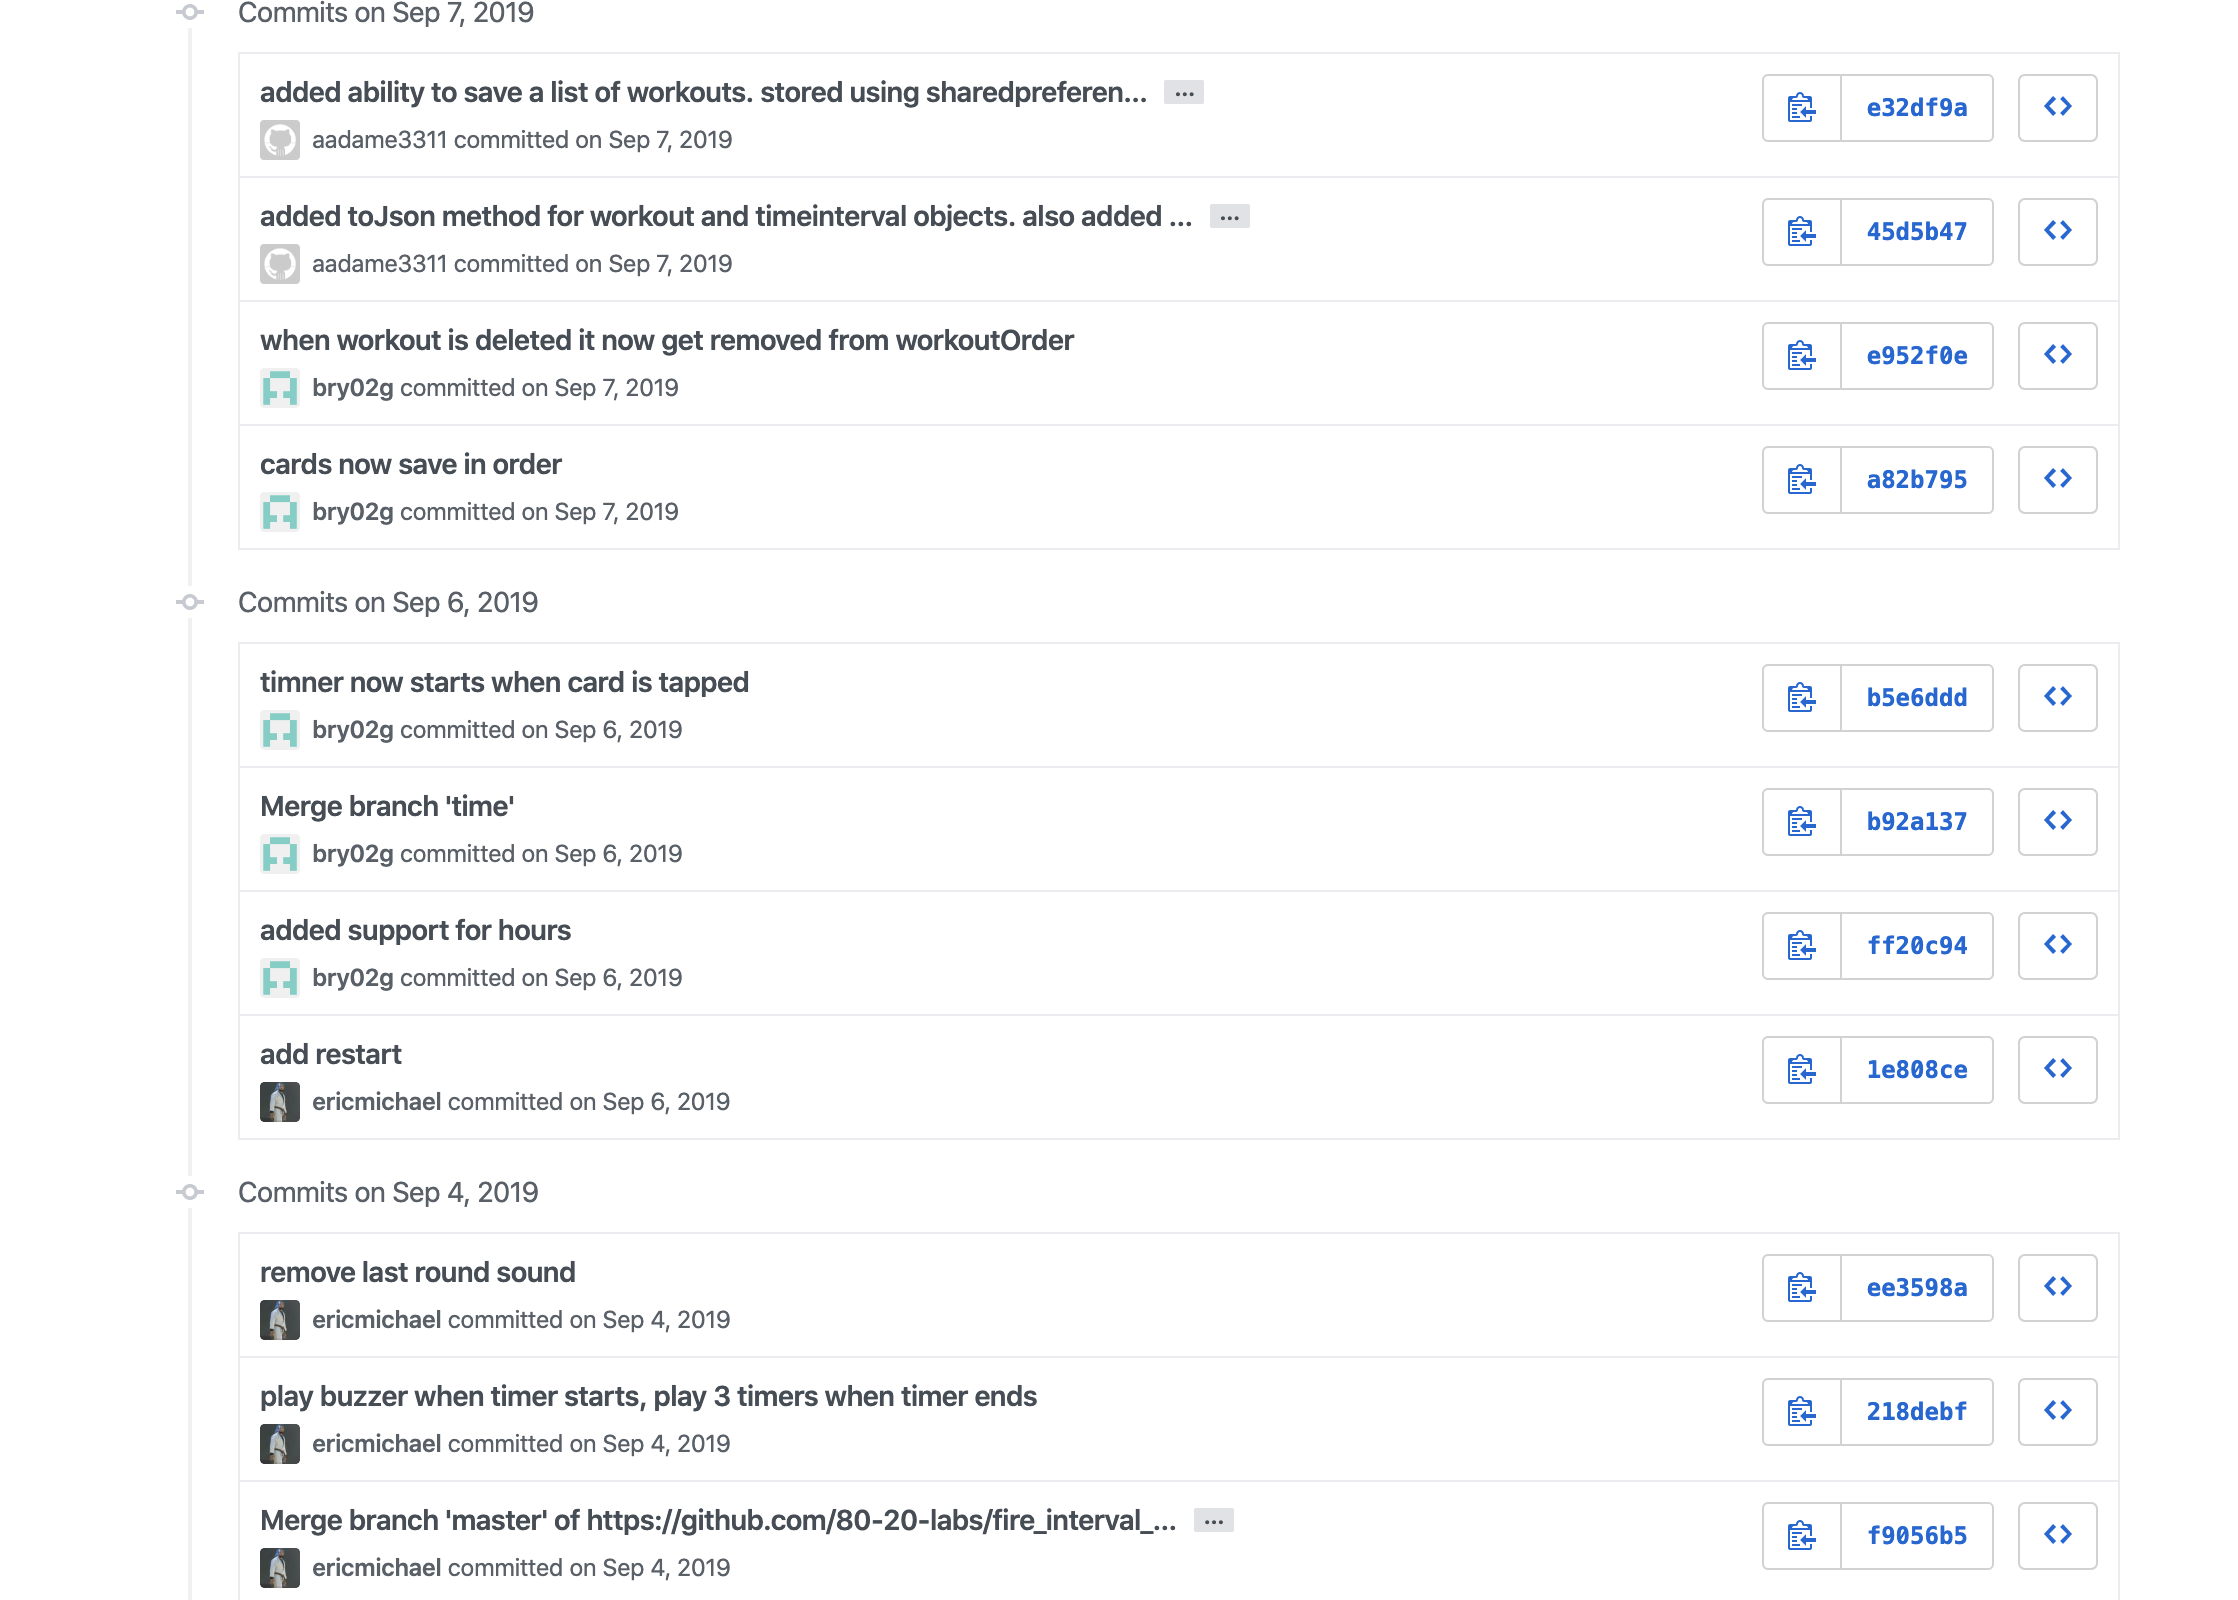 Commits on Sep 7, 2019
added ability to save a list of workouts. stored using sharedpreferen... ...
aadame3311 committed on Sep 7, 2019
e32df9a
added toJson method for workout and timeinterval objects. also added ... ...
aadame3311 committed on Sep 7, 2019
45d5b47
when workout is deleted it now get removed from workoutOrder
bry02g committed on Sep 7, 2019
e952f0e
cards now save in order
bry02g committed on Sep 7, 2019
a82b795
Commits on Sep 6, 2019
timner now starts when card is tapped
bry02g committed on Sep 6, 2019
b5e6ddd
Merge branch 'time'
bry02g committed on Sep 6, 2019
b92a137
added support for hours
bry02g committed on Sep 6, 2019
ff20c94
add restart
ericmichael committed on Sep 6, 2019
1e808ce
Commits on Sep 4, 2019
remove last round sound
ericmichael committed on Sep 4, 2019
ee3598a
play buzzer when timer starts, play 3 timers when timer ends
ericmichael committed on Sep 4, 2019
218debf
Merge branch 'master' of https://github.com/80-20-labs/fire_interval_... ...
ericmichael committed on Sep 4, 2019
f9056b5